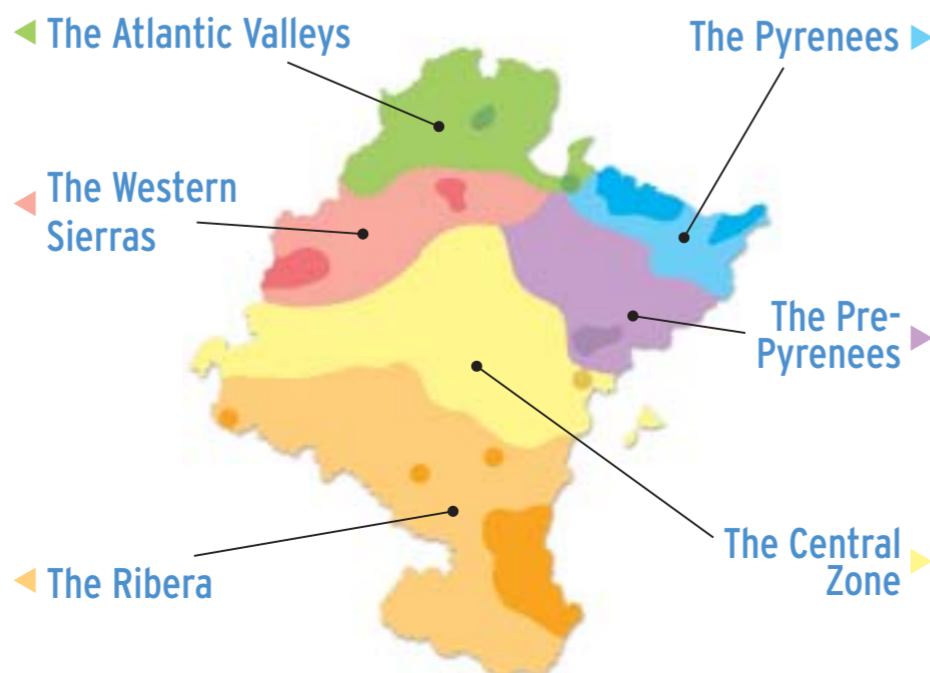 The Atlantic Valleys
The Pyrenees
The Western
Sierras
The Pre-
Pyrenees
The Central
Zone
The Ribera